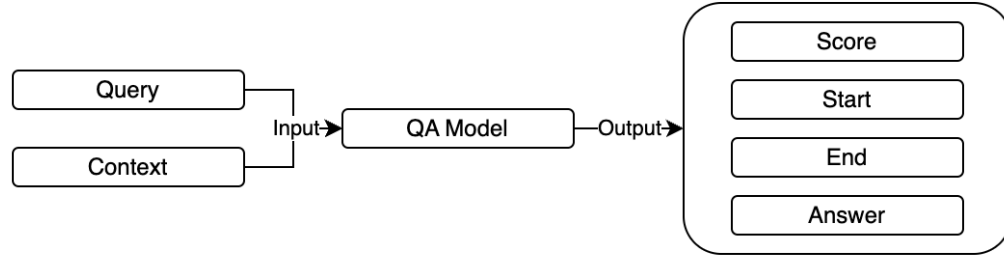 Query
Context
Input
QA Model
Output
Score
Start
End
Answer